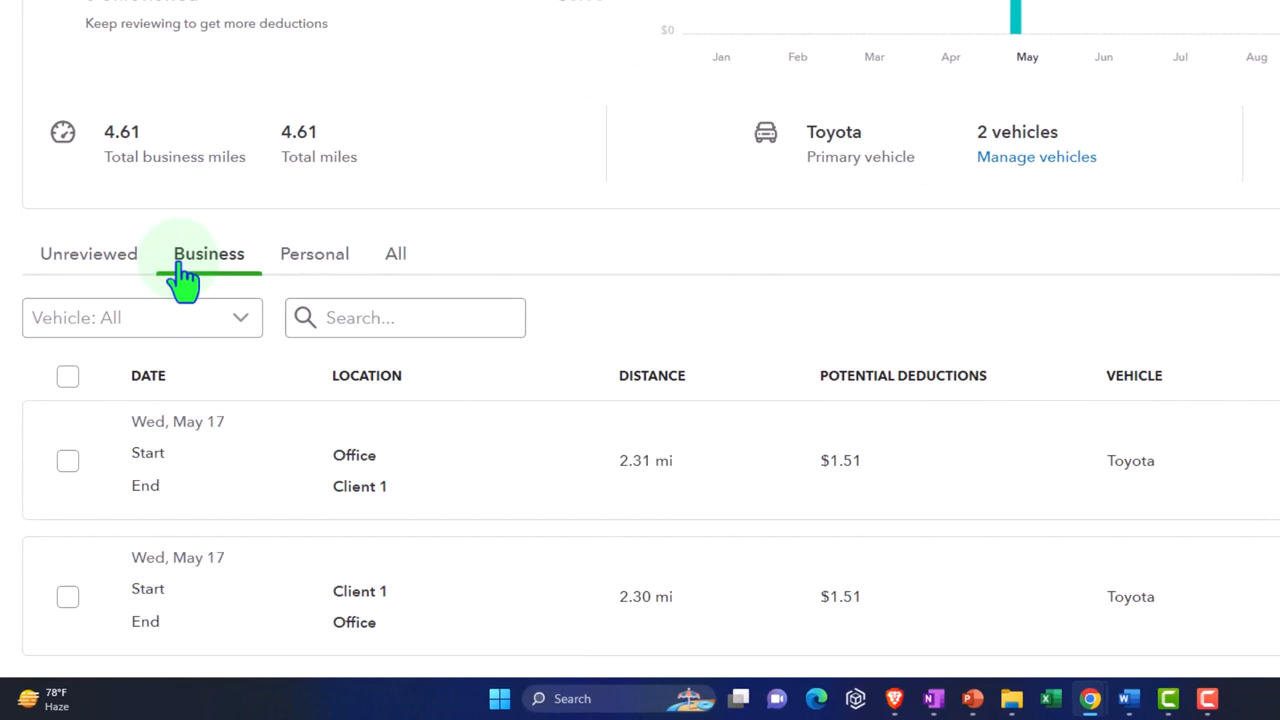 Keep reviewing to get more deductions
$0
Jan Feb Mar Apr May Jun Jul Aug
4.61 4.61 Toyota 2 vehicles
Total business miles Total miles Primary vehicle Manage vehicles
Unreviewed Business Personal All
Vehicle: All Search...
DATE LOCATION DISTANCE POTENTIAL DEDUCTIONS VEHICLE
Wed, May 17
Start Office
2.31 mi $1.51 Toyota
End Client 1
Wed, May 17
Start Client 1
2.30 mi $1.51 Toyota
End Office
78°F
Haze
Search